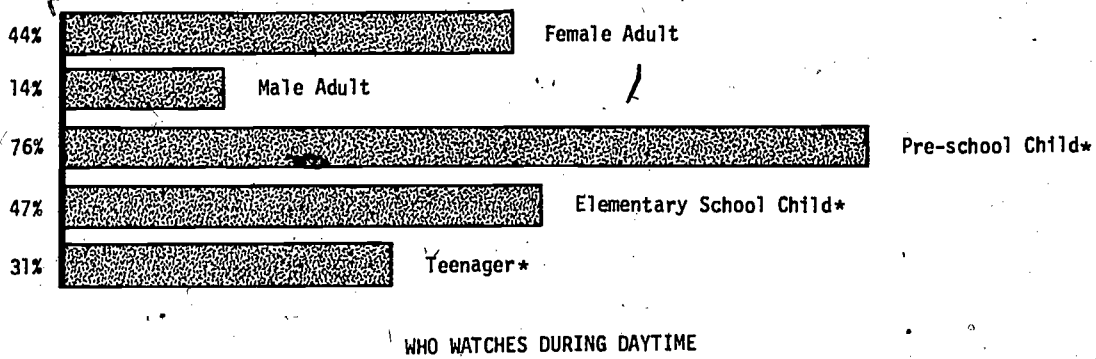 44% Female Adult
14% Male Adult
76% Pre-school Child*
47% Elementary School Child*
31% Teenager*
WHO WATCHES DURING DAYTIME